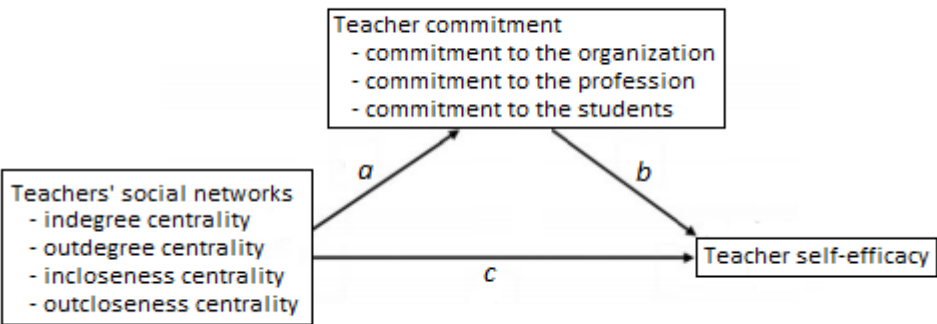 Teacher commitment
- commitment to the organization
- commitment to the profession
- commitment to the students
a
b
Teachers' social networks
- indegree centrality
- outdegree centrality
- incloseness centrality
- outcloseness centrality
c
Teacher self-efficacy